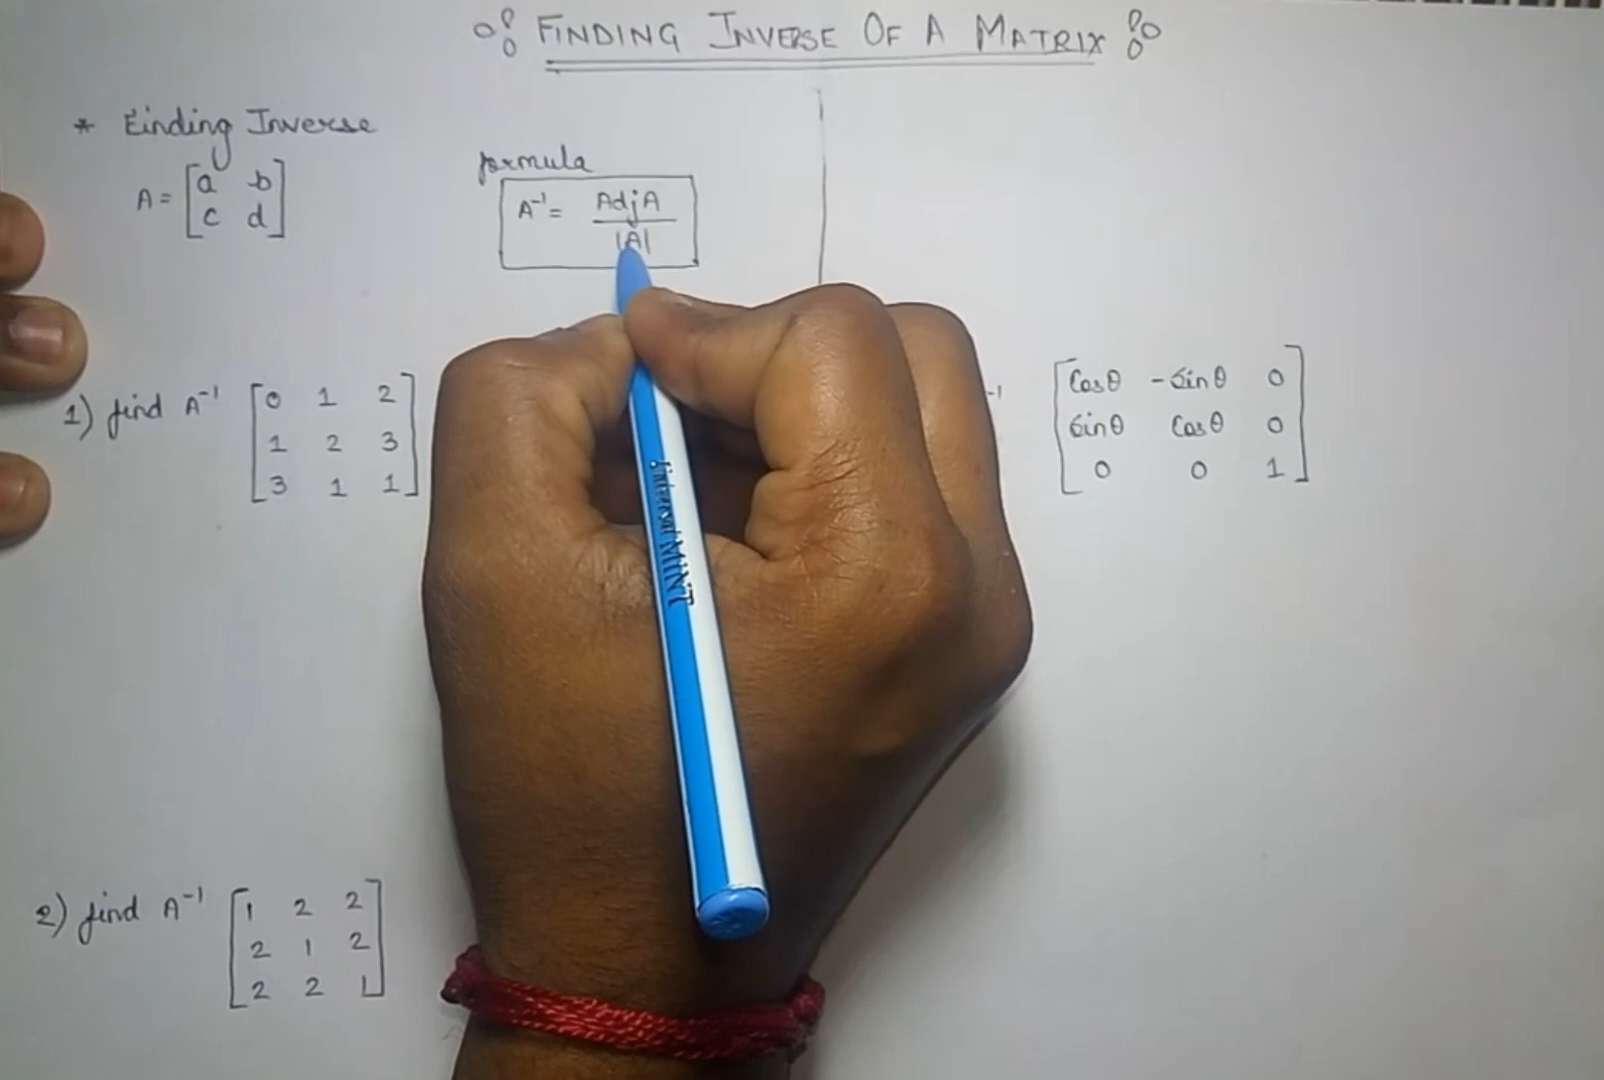 FINDING INVERSE OF A MATRIX
* Finding Inverse
A = [a b
c d]
formula
A⁻¹ = AdjA
|A|
1) find A⁻¹ [0 1 2
1 2 3
3 1 1]
⁻¹ [Cosθ -Sinθ 0
Sinθ Cosθ 0
0 0 1]
2) find A⁻¹ [1 2 2
2 1 2
2 2 1]